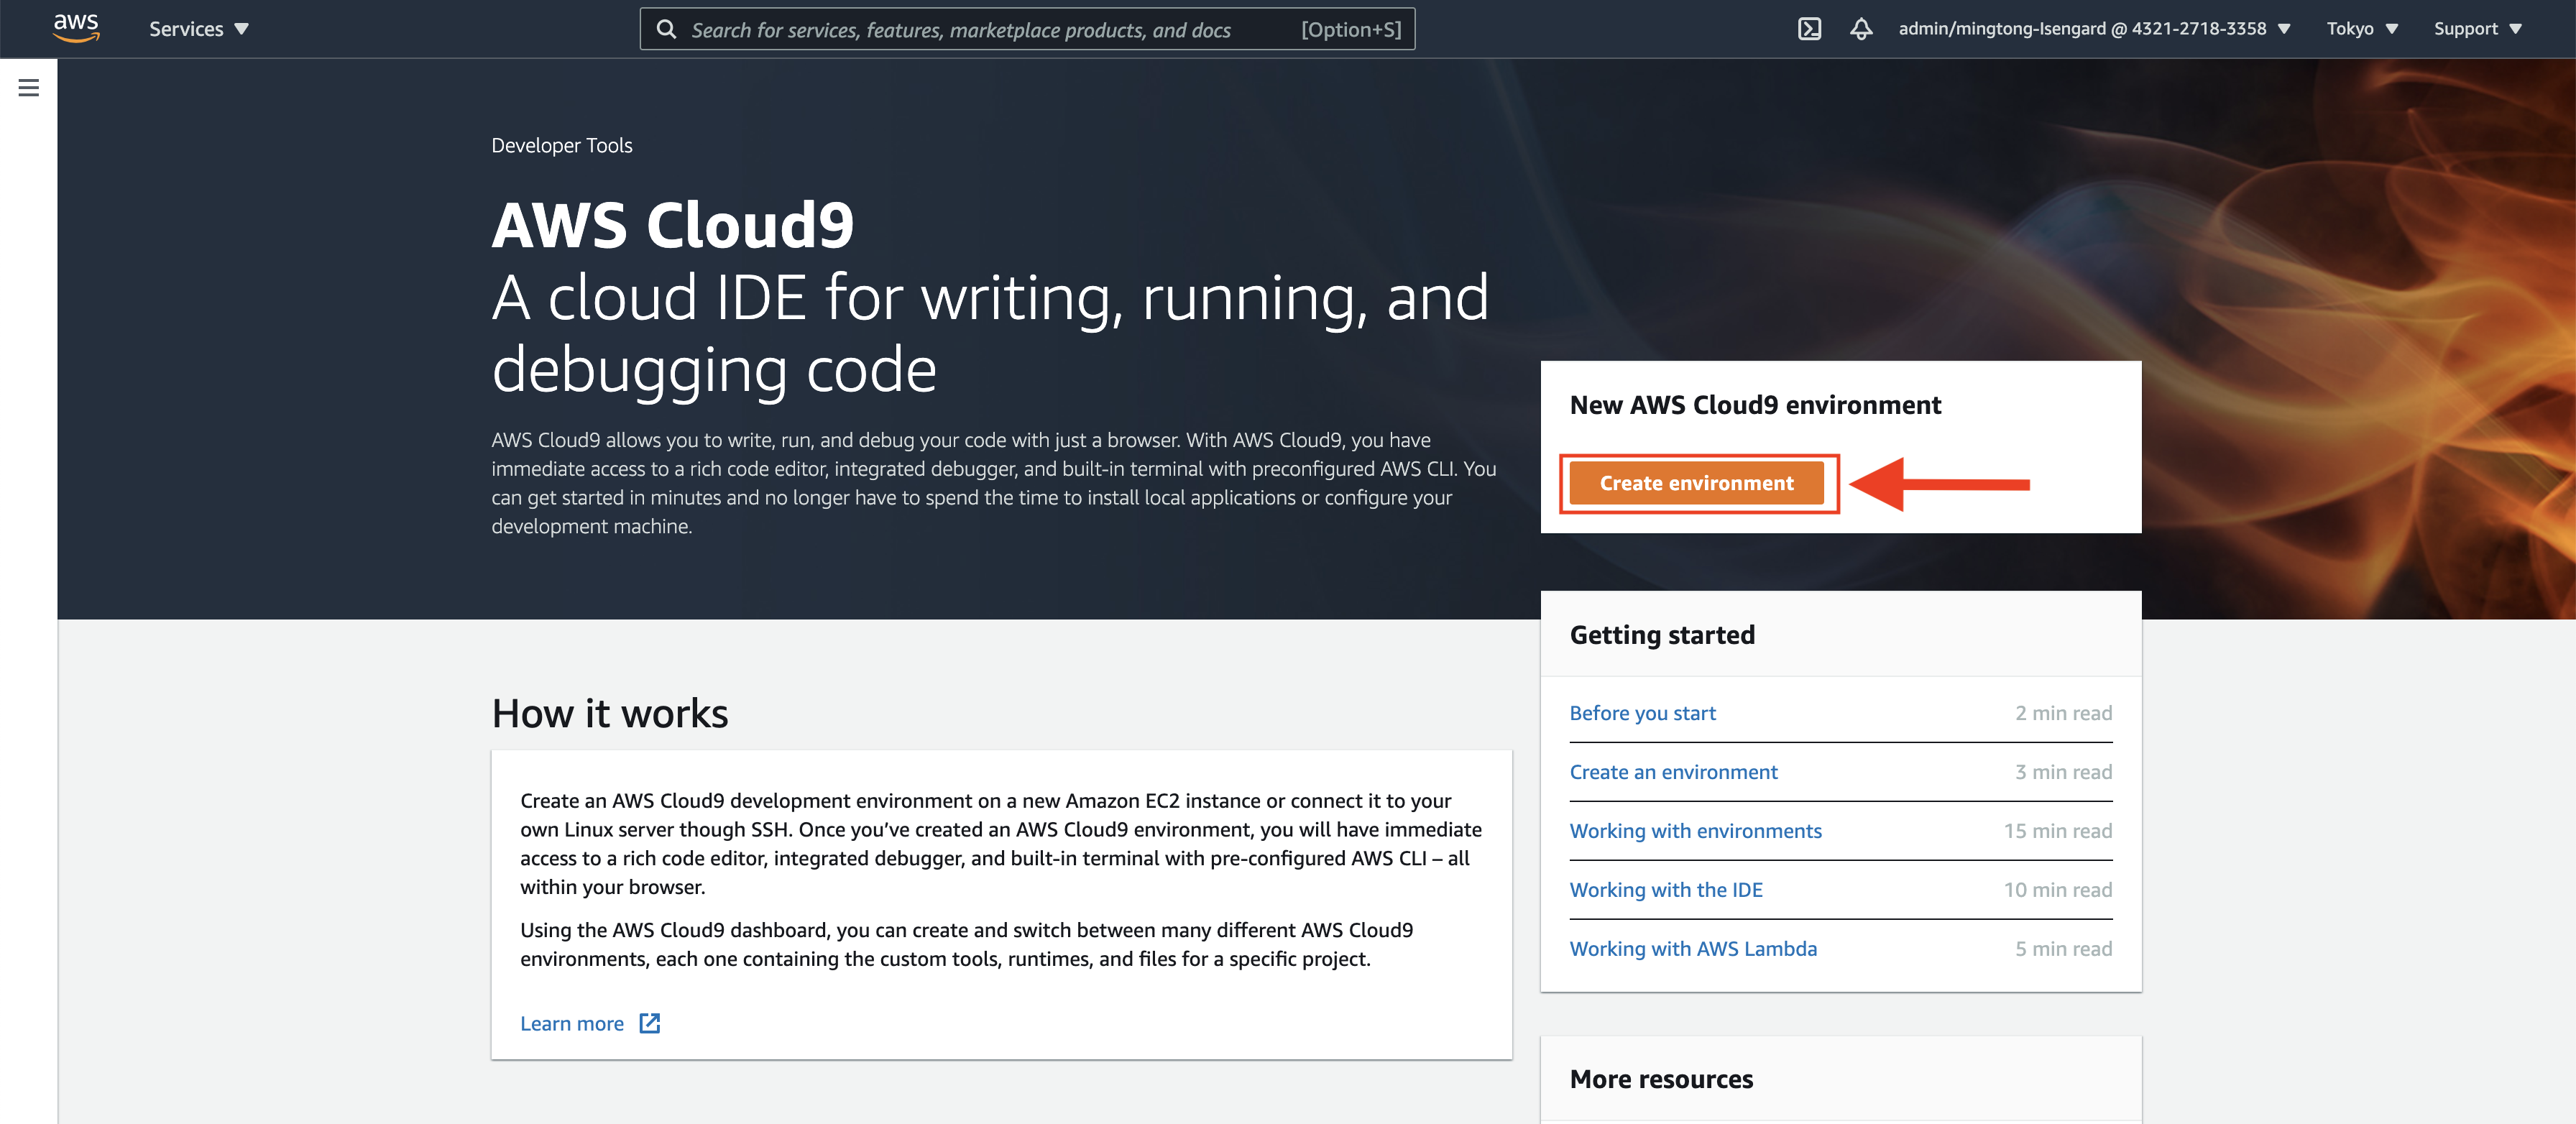 aws
Services
Search for services, features, marketplace products, and docs [Option+S]
admin/mingtong-Isengard @ 4321-2718-3358
Tokyo
Support
Developer Tools
AWS Cloud9
A cloud IDE for writing, running, and
debugging code
AWS Cloud9 allows you to write, run, and debug your code with just a browser. With AWS Cloud9, you have
immediate access to a rich code editor, integrated debugger, and built-in terminal with preconfigured AWS CLI. You
can get started in minutes and no longer have to spend the time to install local applications or configure your
development machine.
New AWS Cloud9 environment
Create environment
Getting started
Before you start 2 min read
Create an environment 3 min read
Working with environments 15 min read
Working with the IDE 10 min read
Working with AWS Lambda 5 min read
How it works
Create an AWS Cloud9 development environment on a new Amazon EC2 instance or connect it to your
own Linux server though SSH. Once you’ve created an AWS Cloud9 environment, you will have immediate
access to a rich code editor, integrated debugger, and built-in terminal with pre-configured AWS CLI – all
within your browser.
Using the AWS Cloud9 dashboard, you can create and switch between many different AWS Cloud9
environments, each one containing the custom tools, runtimes, and files for a specific project.
Learn more
More resources